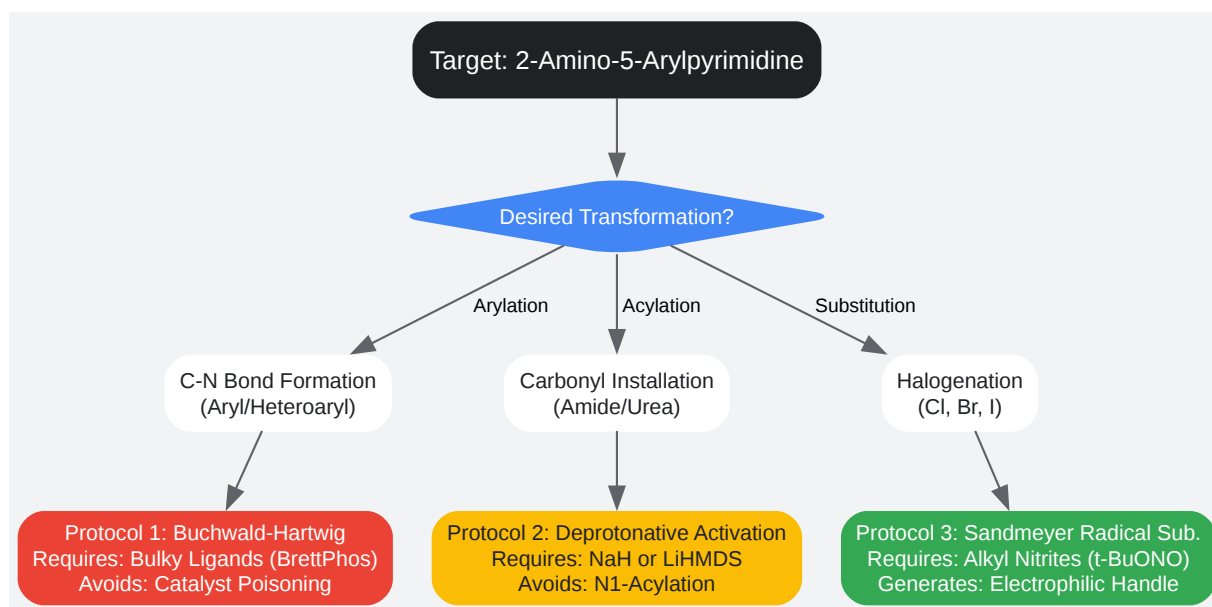 Target: 2-Amino-5-Arylpyrimidine
Desired Transformation?
Arylation
Acylation
Substitution
C-N Bond Formation
(Aryl/Heteroaryl)
Carbonyl Installation
(Amide/Urea)
Halogenation
(Cl, Br, I)
Protocol 1: Buchwald-Hartwig
Requires: Bulky Ligands (BrettPhos)
Avoids: Catalyst Poisoning
Protocol 2: Deprotonative Activation
Requires: NaH or LiHMDS
Avoids: N1-Acylation
Protocol 3: Sandmeyer Radical Sub.
Requires: Alkyl Nitrites (t-BuONO)
Generates: Electrophilic Handle